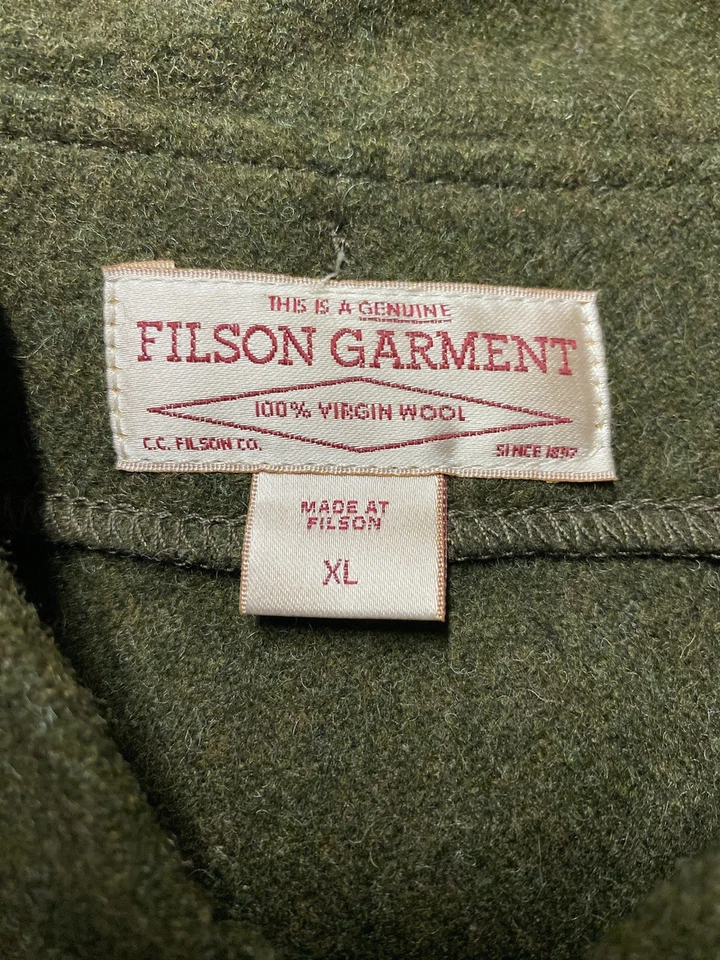 THIS IS A GENUINE
FILSON GARMENT
100% VIRGIN WOOL
C.C. FILSON CO.
SINCE 1897
MADE AT
FILSON
XL